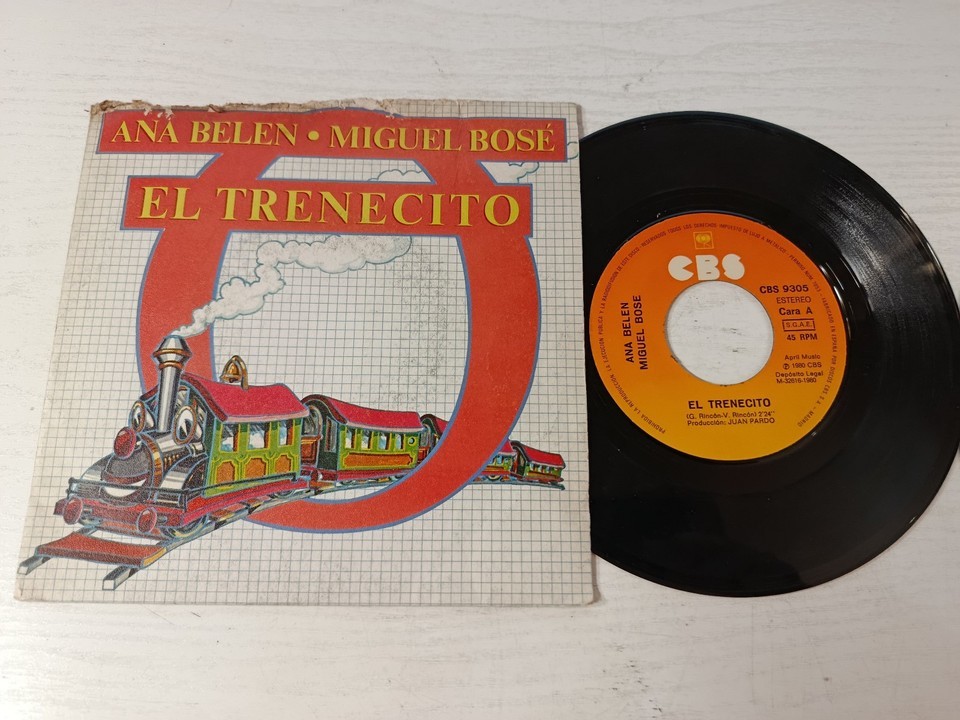 ANA BELEN • MIGUEL BOSÉ
EL TRENECITO
CBS
CBS 9305
ESTEREO
Cara A
S.G.A.E.
45 RPM
April Music
Ⓟ 1980 CBS
Depósito Legal
M-32616-1980
ANA BELEN
MIGUEL BOSE
EL TRENECITO
(G. Rincón-V. Rincón) 2'24"
Producción: JUAN PARDO